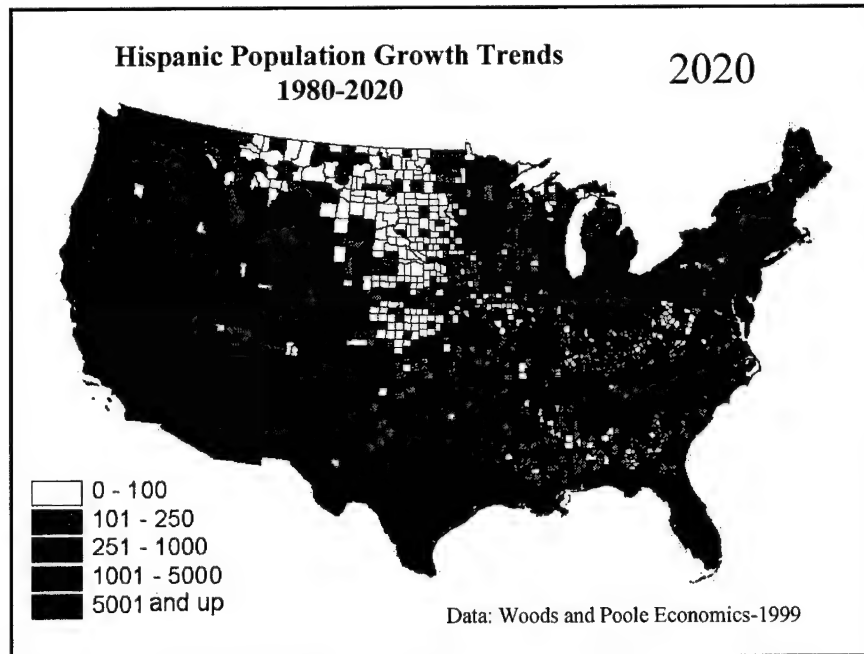 Hispanic Population Growth Trends
1980-2020
2020
0 - 100
101 - 250
251 - 1000
1001 - 5000
5001 and up
Data: Woods and Poole Economics-1999